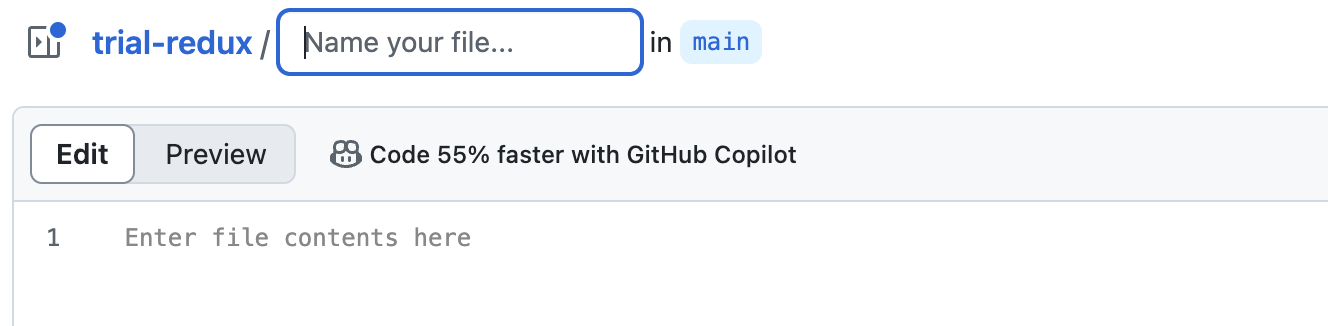 trial-redux / Name your file... in main
Edit Preview Code 55% faster with GitHub Copilot
1 Enter file contents here